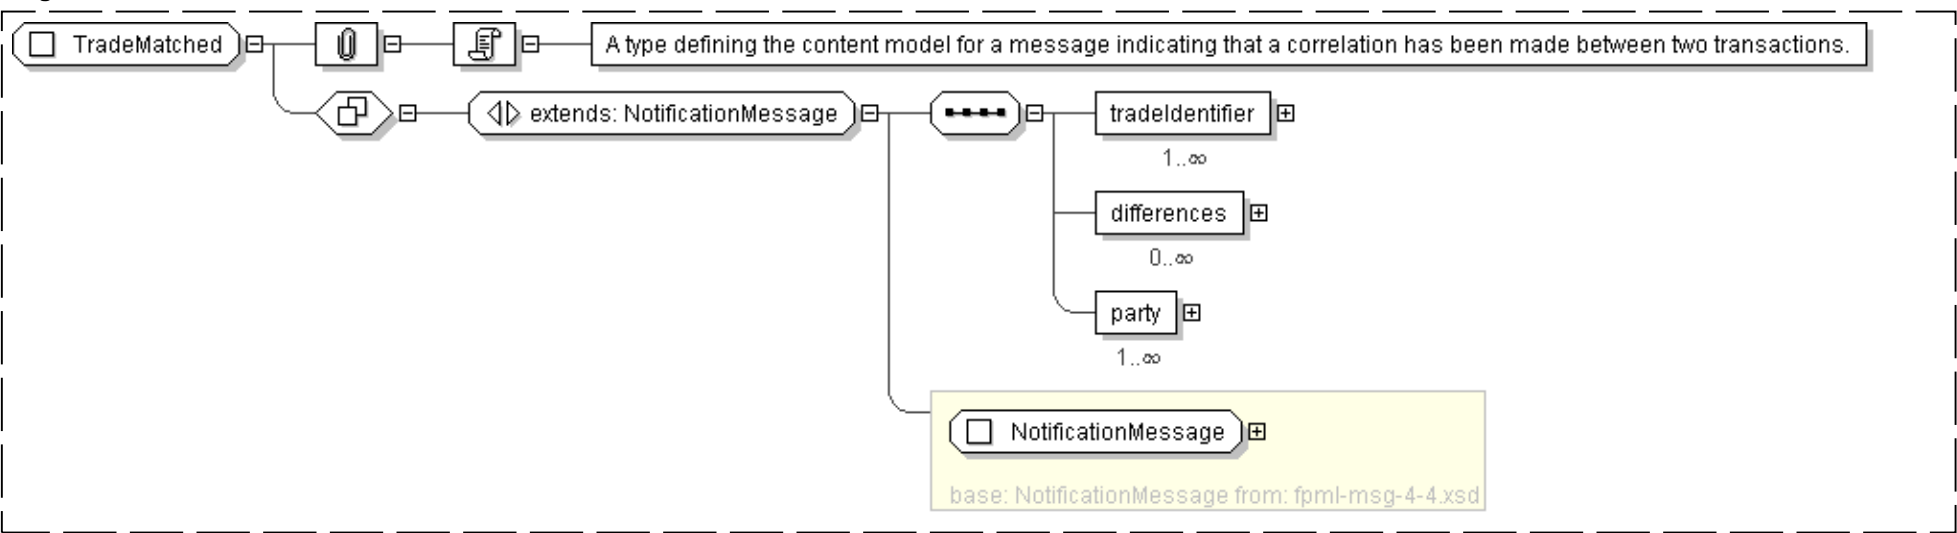 TradeMatched
A type defining the content model for a message indicating that a correlation has been made between two transactions.
extends: NotificationMessage
tradeIdentifier
1..∞
differences
0..∞
party
1..∞
NotificationMessage
base: NotificationMessage from: fpml-msg-4-4.xsd